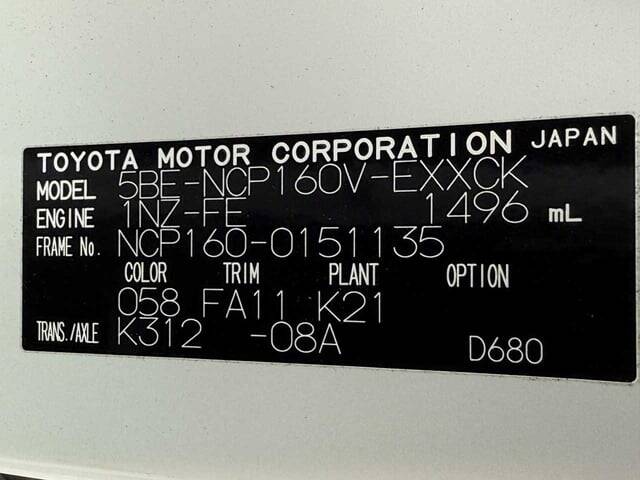 TOYOTA MOTOR CORPORATION JAPAN
MODEL 5BE-NCP160V-EXXCK
ENGINE 1NZ-FE 1496 mL
FRAME No. NCP160-0151135
COLOR TRIM PLANT OPTION
058 FA11 K21
TRANS./AXLE K312 -08A
D680